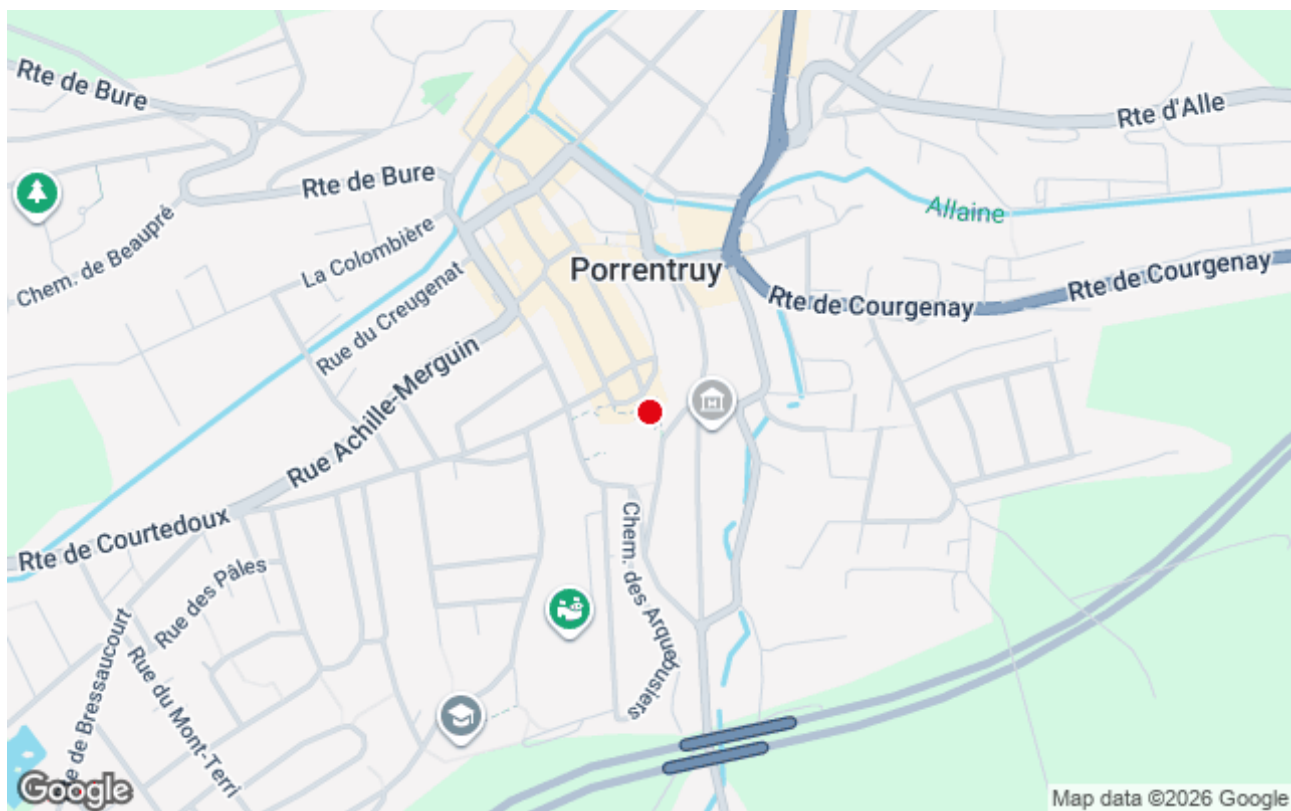 Rte de Bure
Rte d'Alle
Rte de Bure
Allaine
Chem. de Beaupré
La Colombière
Porrentruy
Rte de Courgenay
Rte de Courgenay
Rue du Creugenat
Rue Achille-Merguin
H
Rte de Courtedoux
Chem. des Arquebusiers
Rue des Pâles
Rue du Mont-Terri
e de Bressaucourt
Google
Map data ©2026 Google